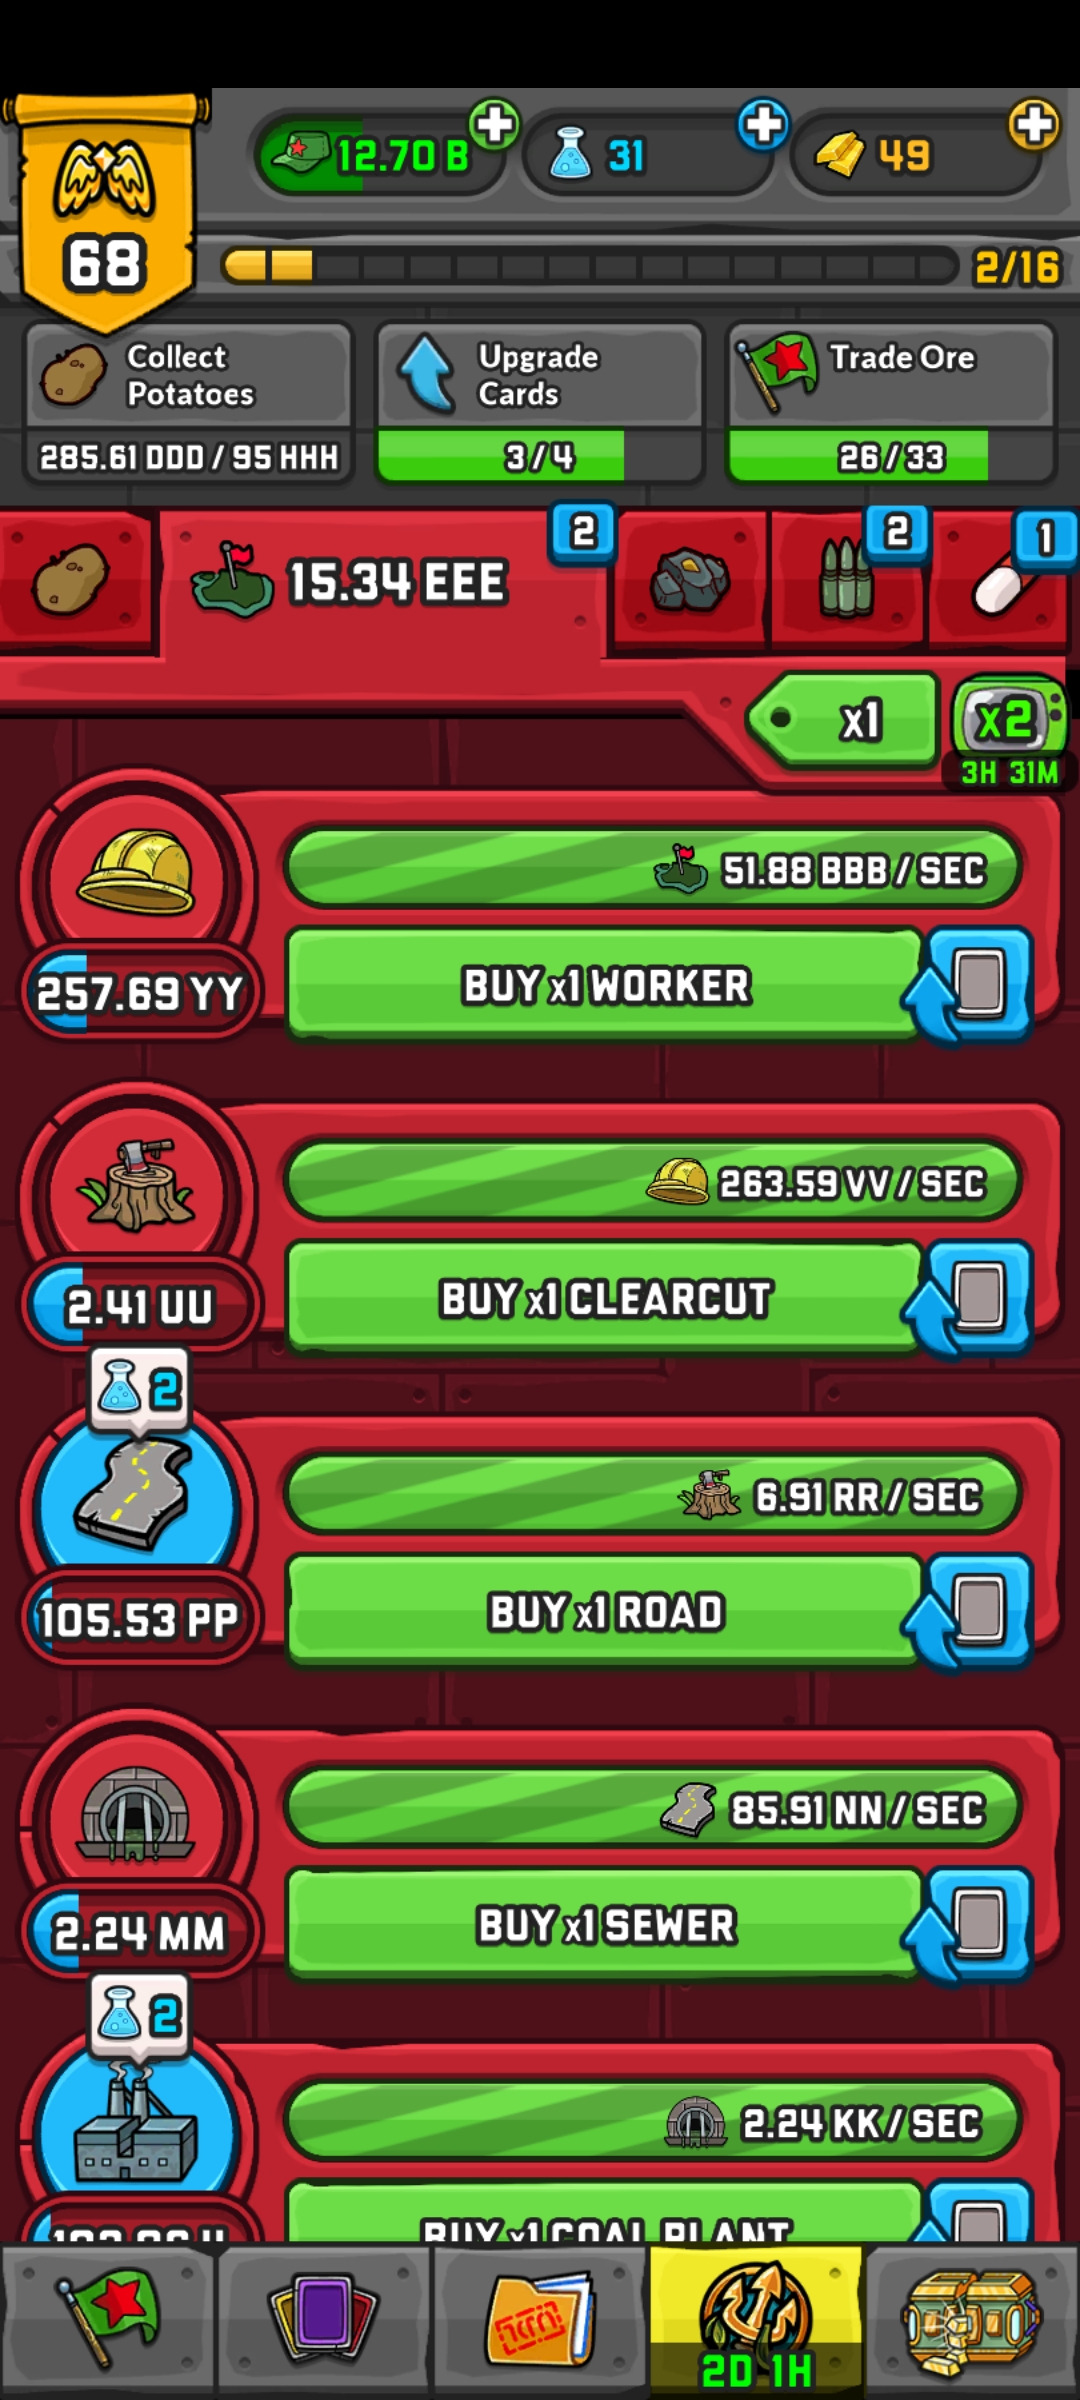 12.70 B
31
49
68
2/16
Collect
Potatoes
Upgrade
Cards
Trade Ore
285.61 DDD / 95 HHH
3/4
26/33
15.34 EEE
2
2
1
x1
x2
3H 31M
51.88 BBB / SEC
257.69 YY
BUY x1 WORKER
263.59 VV / SEC
2.41 UU
BUY x1 CLEARCUT
2
6.91 RR / SEC
105.53 PP
BUY x1 ROAD
85.91 NN / SEC
2.24 MM
BUY x1 SEWER
2
2.24 KK / SEC
BUY x1 COAL PLANT
2D 1H